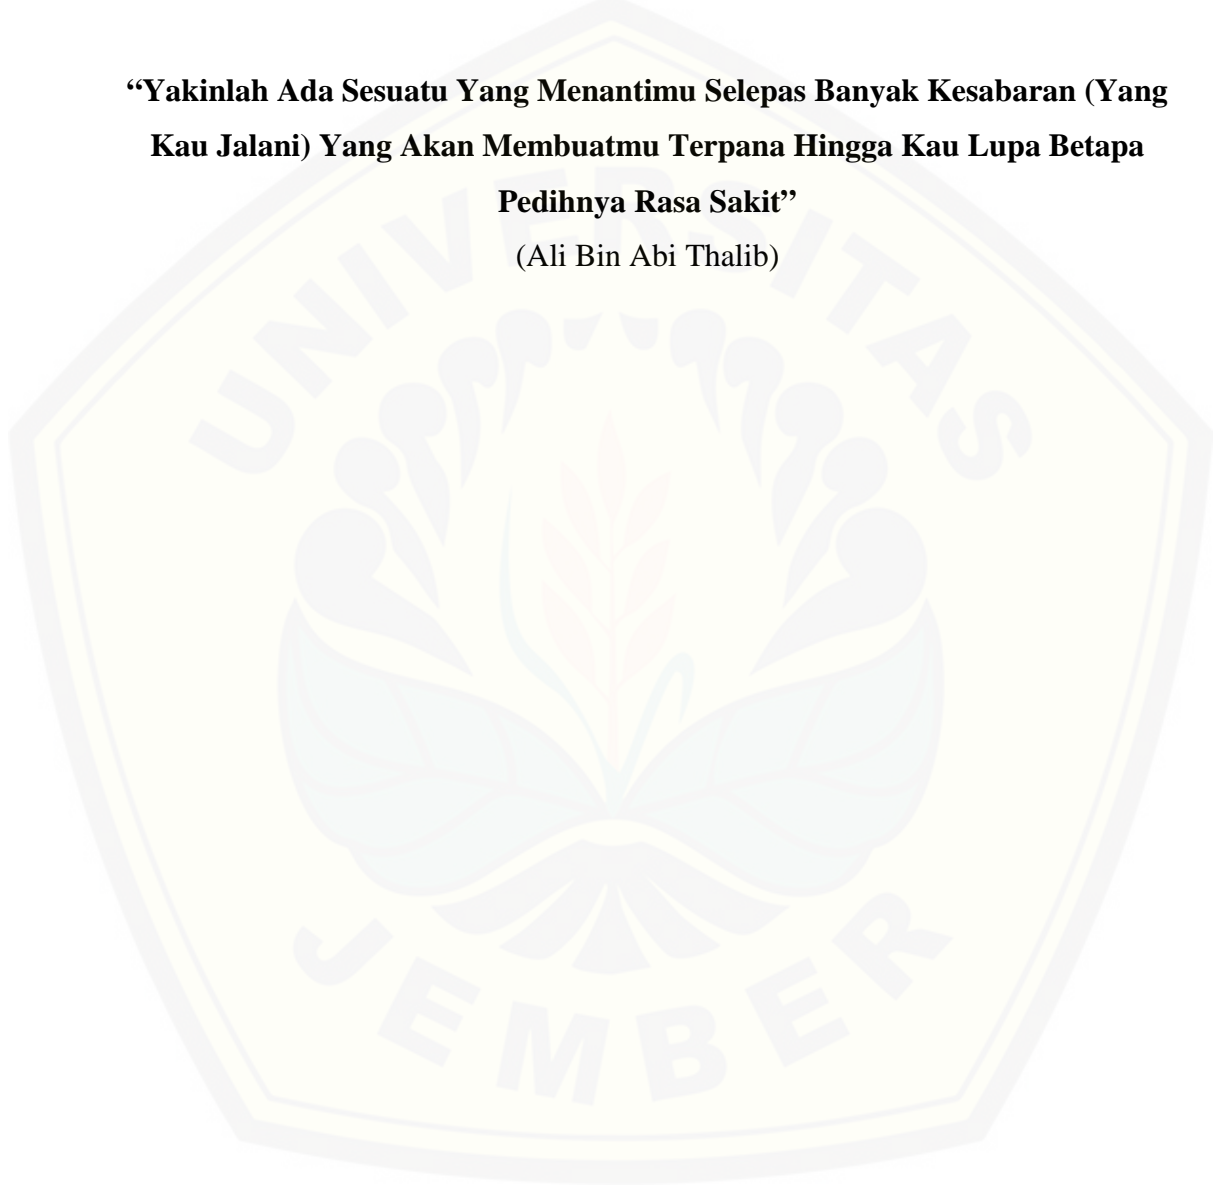 “Yakinlah Ada Sesuatu Yang Menantimu Selepas Banyak Kesabaran (Yang
Kau Jalani) Yang Akan Membuatmu Terpana Hingga Kau Lupa Betapa
Pedihnya Rasa Sakit”
(Ali Bin Abi Thalib)
UNIVERSITAS
JEMBER